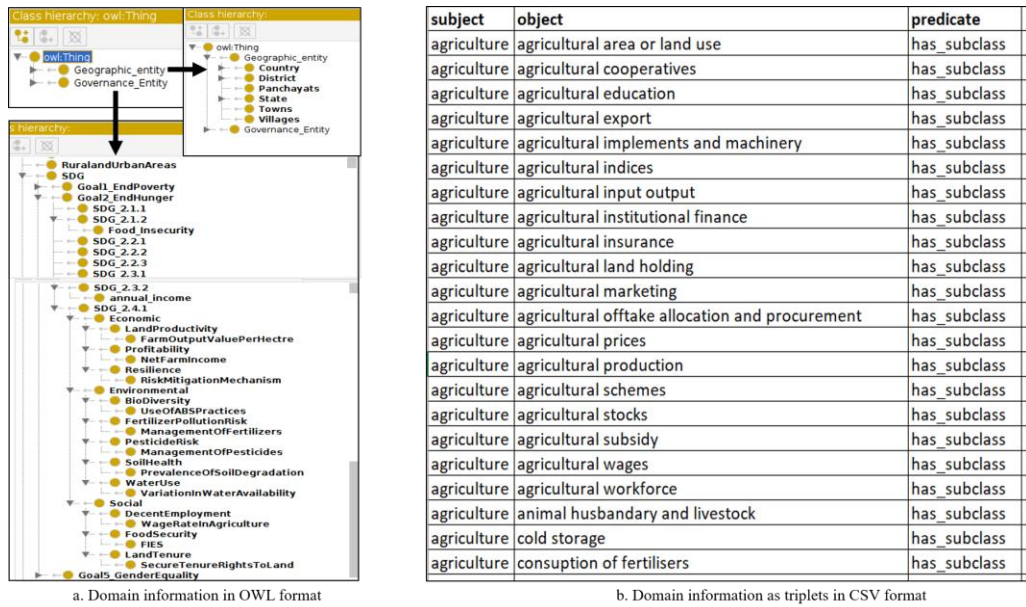 Class hierarchy: owl:Thing
owl:Thing
Geographic_entity
Governance_Entity
Class hierarchy: owl:Thing
owl:Thing
Geographic_entity
Country
District
Panchayats
State
Towns
Villages
Governance_Entity
s hierarchy:
RuralandUrbanAreas
SDG
Goal1_EndPoverty
Goal2_EndHunger
SDG_2.1.1
SDG_2.1.2
Food_Insecurity
SDG_2.2.1
SDG_2.2.2
SDG_2.2.3
SDG_2.3.1
SDG_2.3.2
annual_income
SDG_2.4.1
Economic
LandProductivity
FarmOutputValuePerHectre
Profitability
NetFarmIncome
Resilience
RiskMitigationMechanism
Environmental
BioDiversity
UseOfABSPractices
FertilizerPollutionRisk
ManagementOfFertilizers
PesticideRisk
ManagementOfPesticides
SoilHealth
PrevalenceOfSoilDegradation
WaterUse
VariationInWaterAvailability
Social
DecentEmployment
WageRateInAgriculture
FoodSecurity
FIES
LandTenure
SecureTenureRightsToLand
Goal5_GenderEquality
a. Domain information in OWL format
subject object predicate
agriculture agricultural area or land use has_subclass
agriculture agricultural cooperatives has_subclass
agriculture agricultural education has_subclass
agriculture agricultural export has_subclass
agriculture agricultural implements and machinery has_subclass
agriculture agricultural indices has_subclass
agriculture agricultural input output has_subclass
agriculture agricultural institutional finance has_subclass
agriculture agricultural insurance has_subclass
agriculture agricultural land holding has_subclass
agriculture agricultural marketing has_subclass
agriculture agricultural offtake allocation and procurement has_subclass
agriculture agricultural prices has_subclass
agriculture agricultural production has_subclass
agriculture agricultural schemes has_subclass
agriculture agricultural stocks has_subclass
agriculture agricultural subsidy has_subclass
agriculture agricultural wages has_subclass
agriculture agricultural workforce has_subclass
agriculture animal husbandary and livestock has_subclass
agriculture cold storage has_subclass
agriculture consuption of fertilisers has_subclass
b. Domain information as triplets in CSV format